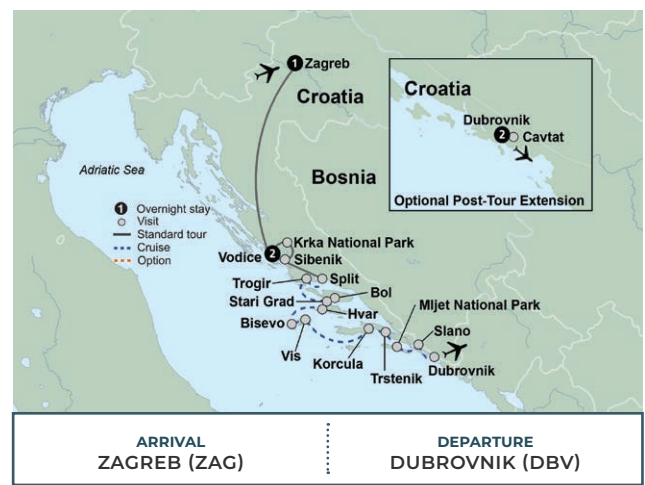 1 Zagreb
Croatia
Croatia
Dubrovnik
2 Cavtat
Optional Post-Tour Extension
Adriatic Sea
Bosnia
1 Overnight stay
Visit
Standard tour
Cruise
Option
Krka National Park
Vodice 2 Sibenik
Trogir Split
Stari Grad Bol
Hvar
Mljet National Park
Bisevo
Slano
Vis
Korcula
Trstenik
Dubrovnik
ARRIVAL
ZAGREB (ZAG)
DEPARTURE
DUBROVNIK (DBV)